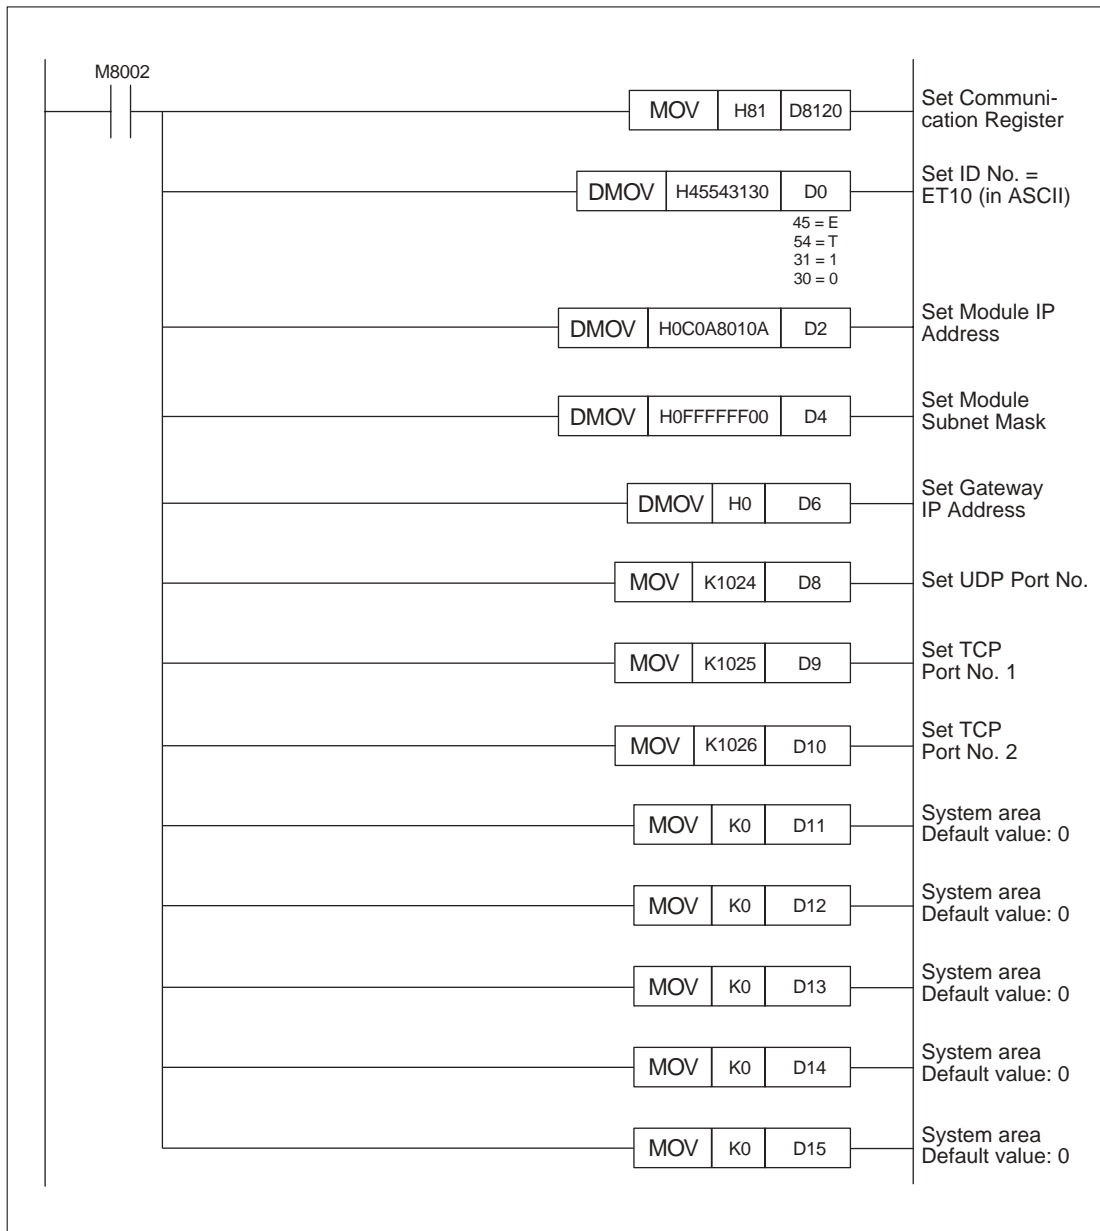 M8002
MOV H81 D8120
Set Communi-
cation Register
DMOV H45543130 D0
Set ID No. =
ET10 (in ASCII)
45 = E
54 = T
31 = 1
30 = 0
DMOV H0C0A8010A D2
Set Module IP
Address
DMOV H0FFFFFF00 D4
Set Module
Subnet Mask
DMOV H0 D6
Set Gateway
IP Address
MOV K1024 D8
Set UDP Port No.
MOV K1025 D9
Set TCP
Port No. 1
MOV K1026 D10
Set TCP
Port No. 2
MOV K0 D11
System area
Default value: 0
MOV K0 D12
System area
Default value: 0
MOV K0 D13
System area
Default value: 0
MOV K0 D14
System area
Default value: 0
MOV K0 D15
System area
Default value: 0